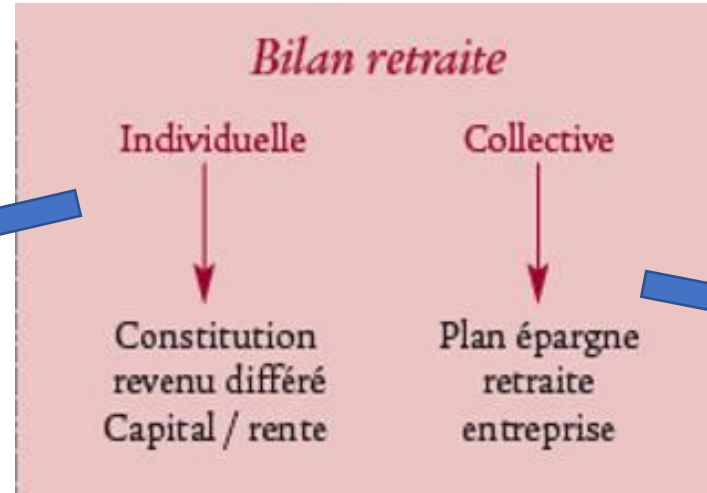 Bilan retraite
Individuelle
Collective
Constitution
revenu différé
Capital / rente
Plan épargne
retraite
entreprise